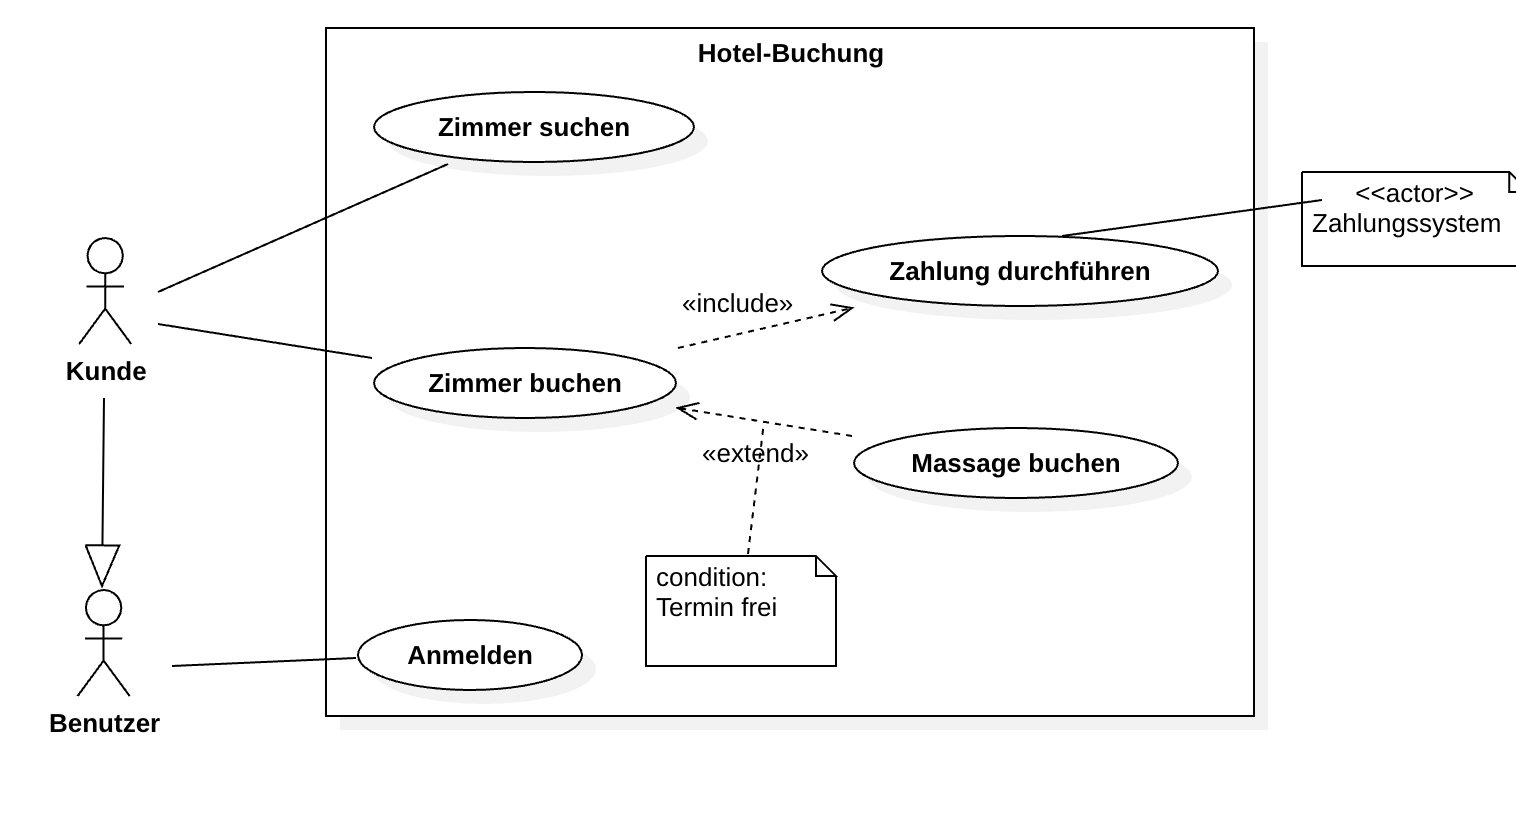 Hotel-Buchung
Zimmer suchen
<<actor>>
Zahlungssystem
Zahlung durchführen
«include»
Kunde
Zimmer buchen
«extend»
Massage buchen
condition:
Termin frei
Anmelden
Benutzer